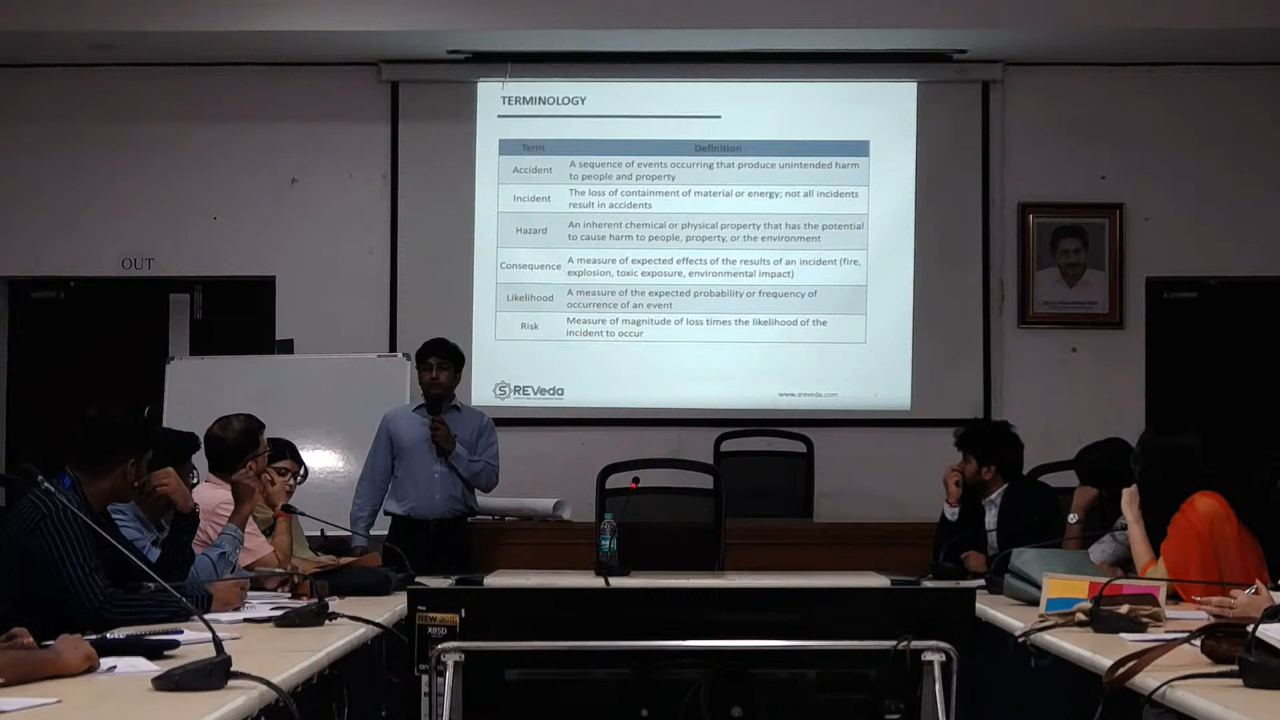 TERMINOLOGY
Term Definition
Accident A sequence of events occurring that produce unintended harm
to people and property
Incident The loss of containment of material or energy; not all incidents
result in accidents
Hazard An inherent chemical or physical property that has the potential
to cause harm to people, property, or the environment
Consequence A measure of expected effects of the results of an incident (fire,
explosion, toxic exposure, environmental impact)
Likelihood A measure of the expected probability or frequency of
occurrence of an event
Risk Measure of magnitude of loss times the likelihood of the
incident to occur
SREVeda
www.sreveda.com
OUT
NEW 2016
X85D